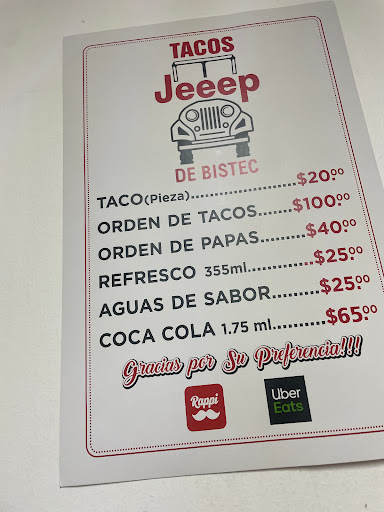 TACOS
Jeeep
DE BISTEC
TACO(Pieza)..........................$20.00
ORDEN DE TACOS......$100.00
ORDEN DE PAPAS.........$40.00
REFRESCO 355ml...............$25.00
AGUAS DE SABOR.........$25.00
COCA COLA 1.75 ml..........$65.00
Gracias por Su Preferencia!!!
Rappi
Uber
Eats